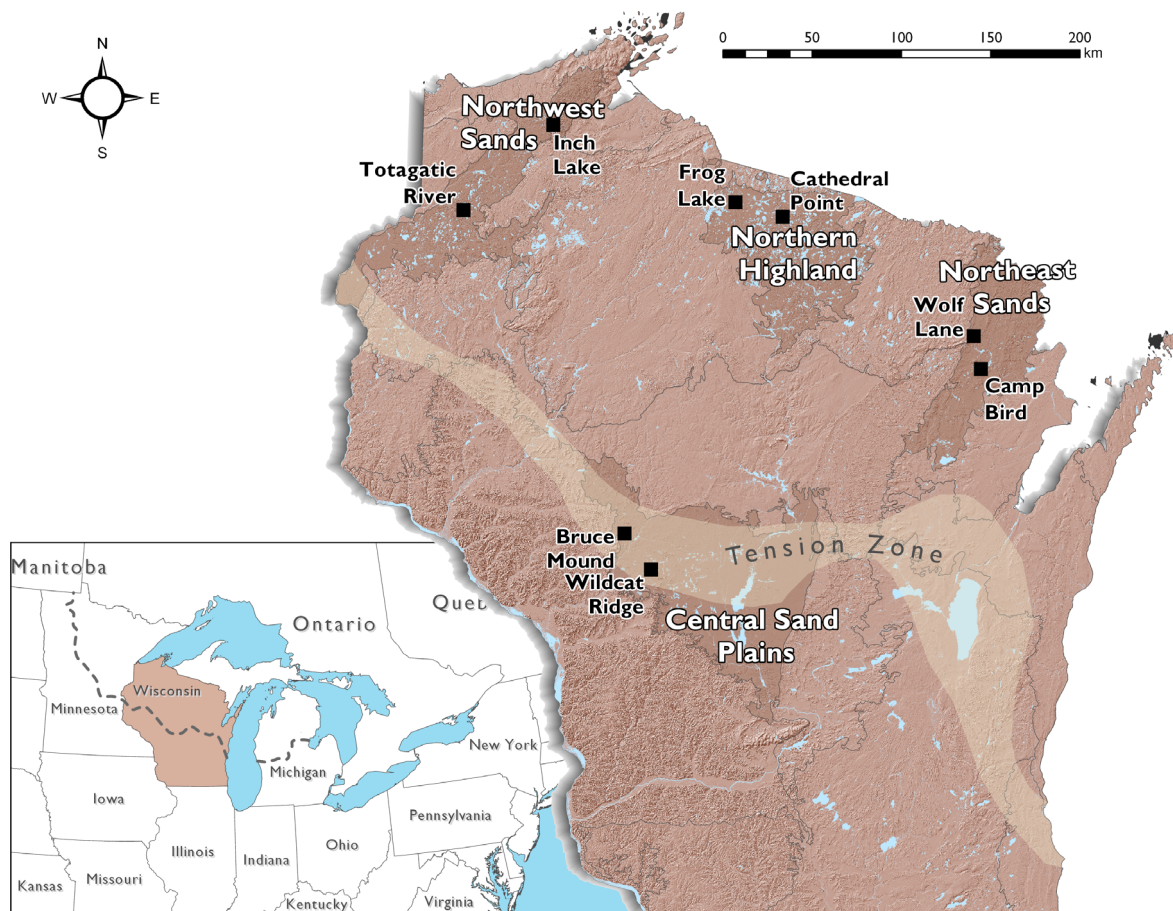 N
W E
S
0 50 100 150 200
km
Northwest
Sands
Inch
Lake
Totagatic
River
Frog
Lake
Cathedral
Point
Northern
Highland
Northeast
Sands
Wolf
Lane
Camp
Bird
Bruce
Mound
Wildcat
Ridge
Tension Zone
Central Sand
Plains
Manitoba
Queb
Ontario
Wisconsin
Minnesota
Michigan
New York
Iowa
Pennsylvania
Illinois
Indiana
Ohio
Kansas
Missouri
Kentucky
Virginia